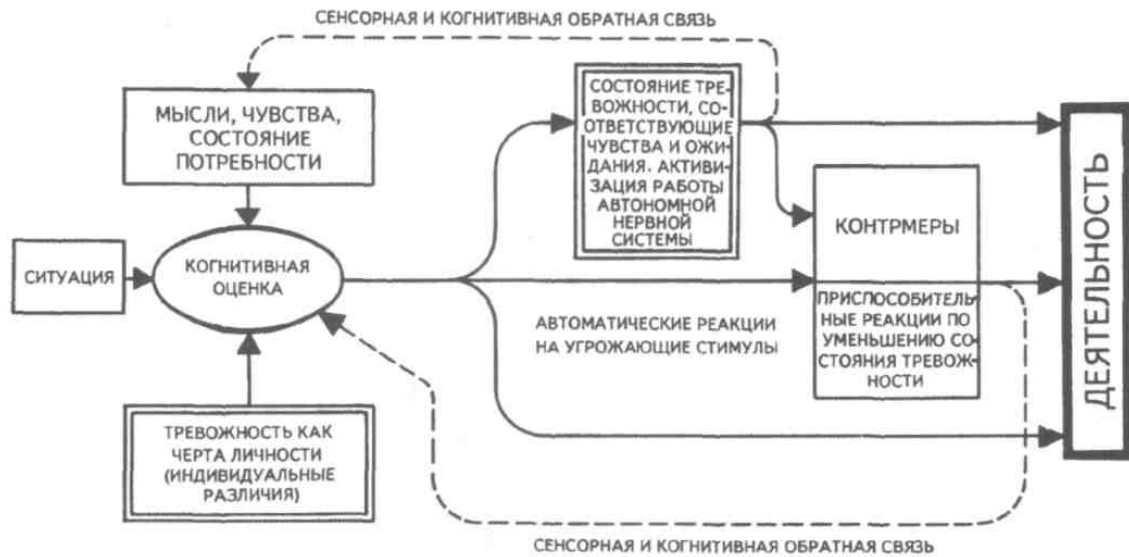 СЕНСОРНАЯ И КОГНИТИВНАЯ ОБРАТНАЯ СВЯЗЬ
МЫСЛИ, ЧУВСТВА,
СОСТОЯНИЕ
ПОТРЕБНОСТИ
СОСТОЯНИЕ ТРЕ-
ВОЖНОСТИ, СО-
ОТВЕТСТВУЮЩИЕ
ЧУВСТВА И ОЖИ-
ДАНИЯ. АКТИВИ-
ЗАЦИЯ РАБОТЫ
АВТОНОМНОЙ
НЕРВНОЙ
СИСТЕМЫ
СИТУАЦИЯ
КОГНИТИВНАЯ
ОЦЕНКА
КОНТРМЕРЫ
ПРИСПОСОБИТЕЛЬ-
НЫЕ РЕАКЦИИ ПО
УМЕНЬШЕНИЮ СО-
СТОЯНИЯ ТРЕВОЖ-
НОСТИ
АВТОМАТИЧЕСКИЕ РЕАКЦИИ
НА УГРОЖАЮЩИЕ СТИМУЛЫ
ДЕЯТЕЛЬНОСТЬ
ТРЕВОЖНОСТЬ КАК
ЧЕРТА ЛИЧНОСТИ
(ИНДИВИДУАЛЬНЫЕ
РАЗЛИЧИЯ)
СЕНСОРНАЯ И КОГНИТИВНАЯ ОБРАТНАЯ СВЯЗЬ